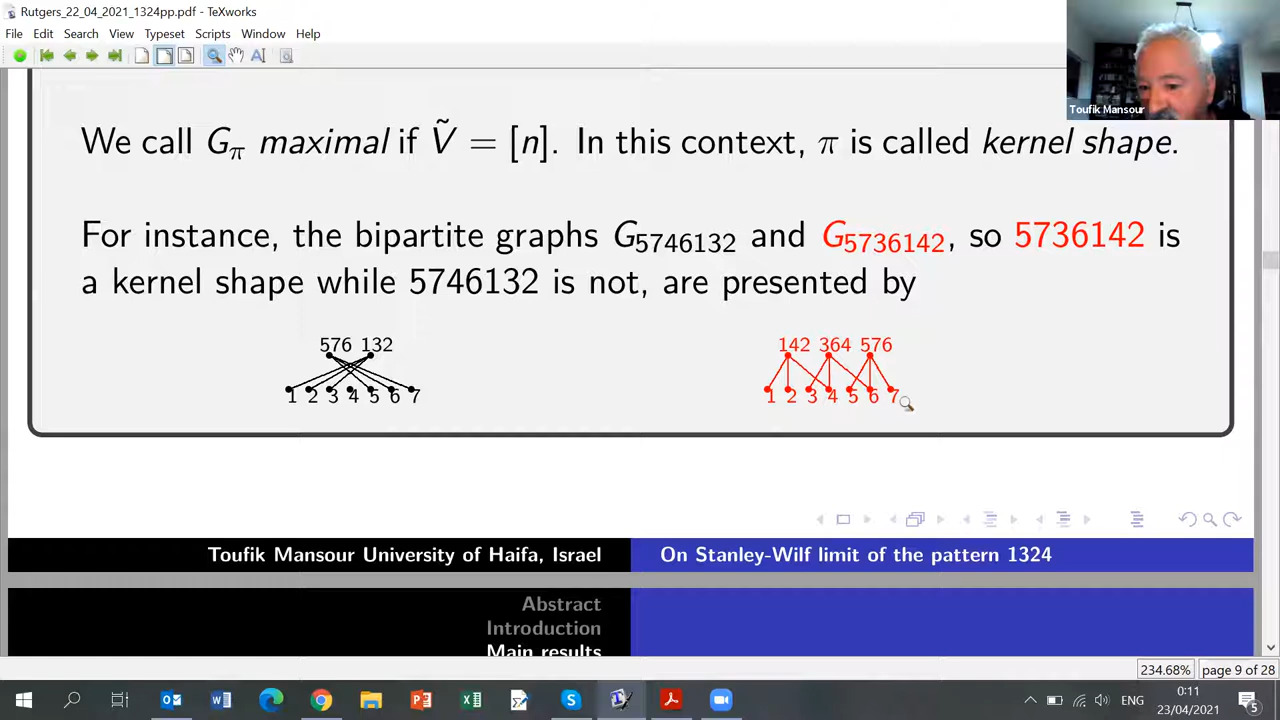 Rutgers_22_04_2021_1324pp.pdf - TeXworks
File Edit Search View Typeset Scripts Window Help
Toufik Mansour
We call Gπ maximal if Ṽ = [n]. In this context, π is called kernel shape.
For instance, the bipartite graphs G5746132 and G5736142, so 5736142 is
a kernel shape while 5746132 is not, are presented by
576 132
1 2 3 4 5 6 7
142 364 576
1 2 3 4 5 6 7
Toufik Mansour University of Haifa, Israel
On Stanley-Wilf limit of the pattern 1324
Abstract
Introduction
Main results
234.68% page 9 of 28
ENG
0:11
23/04/2021
5